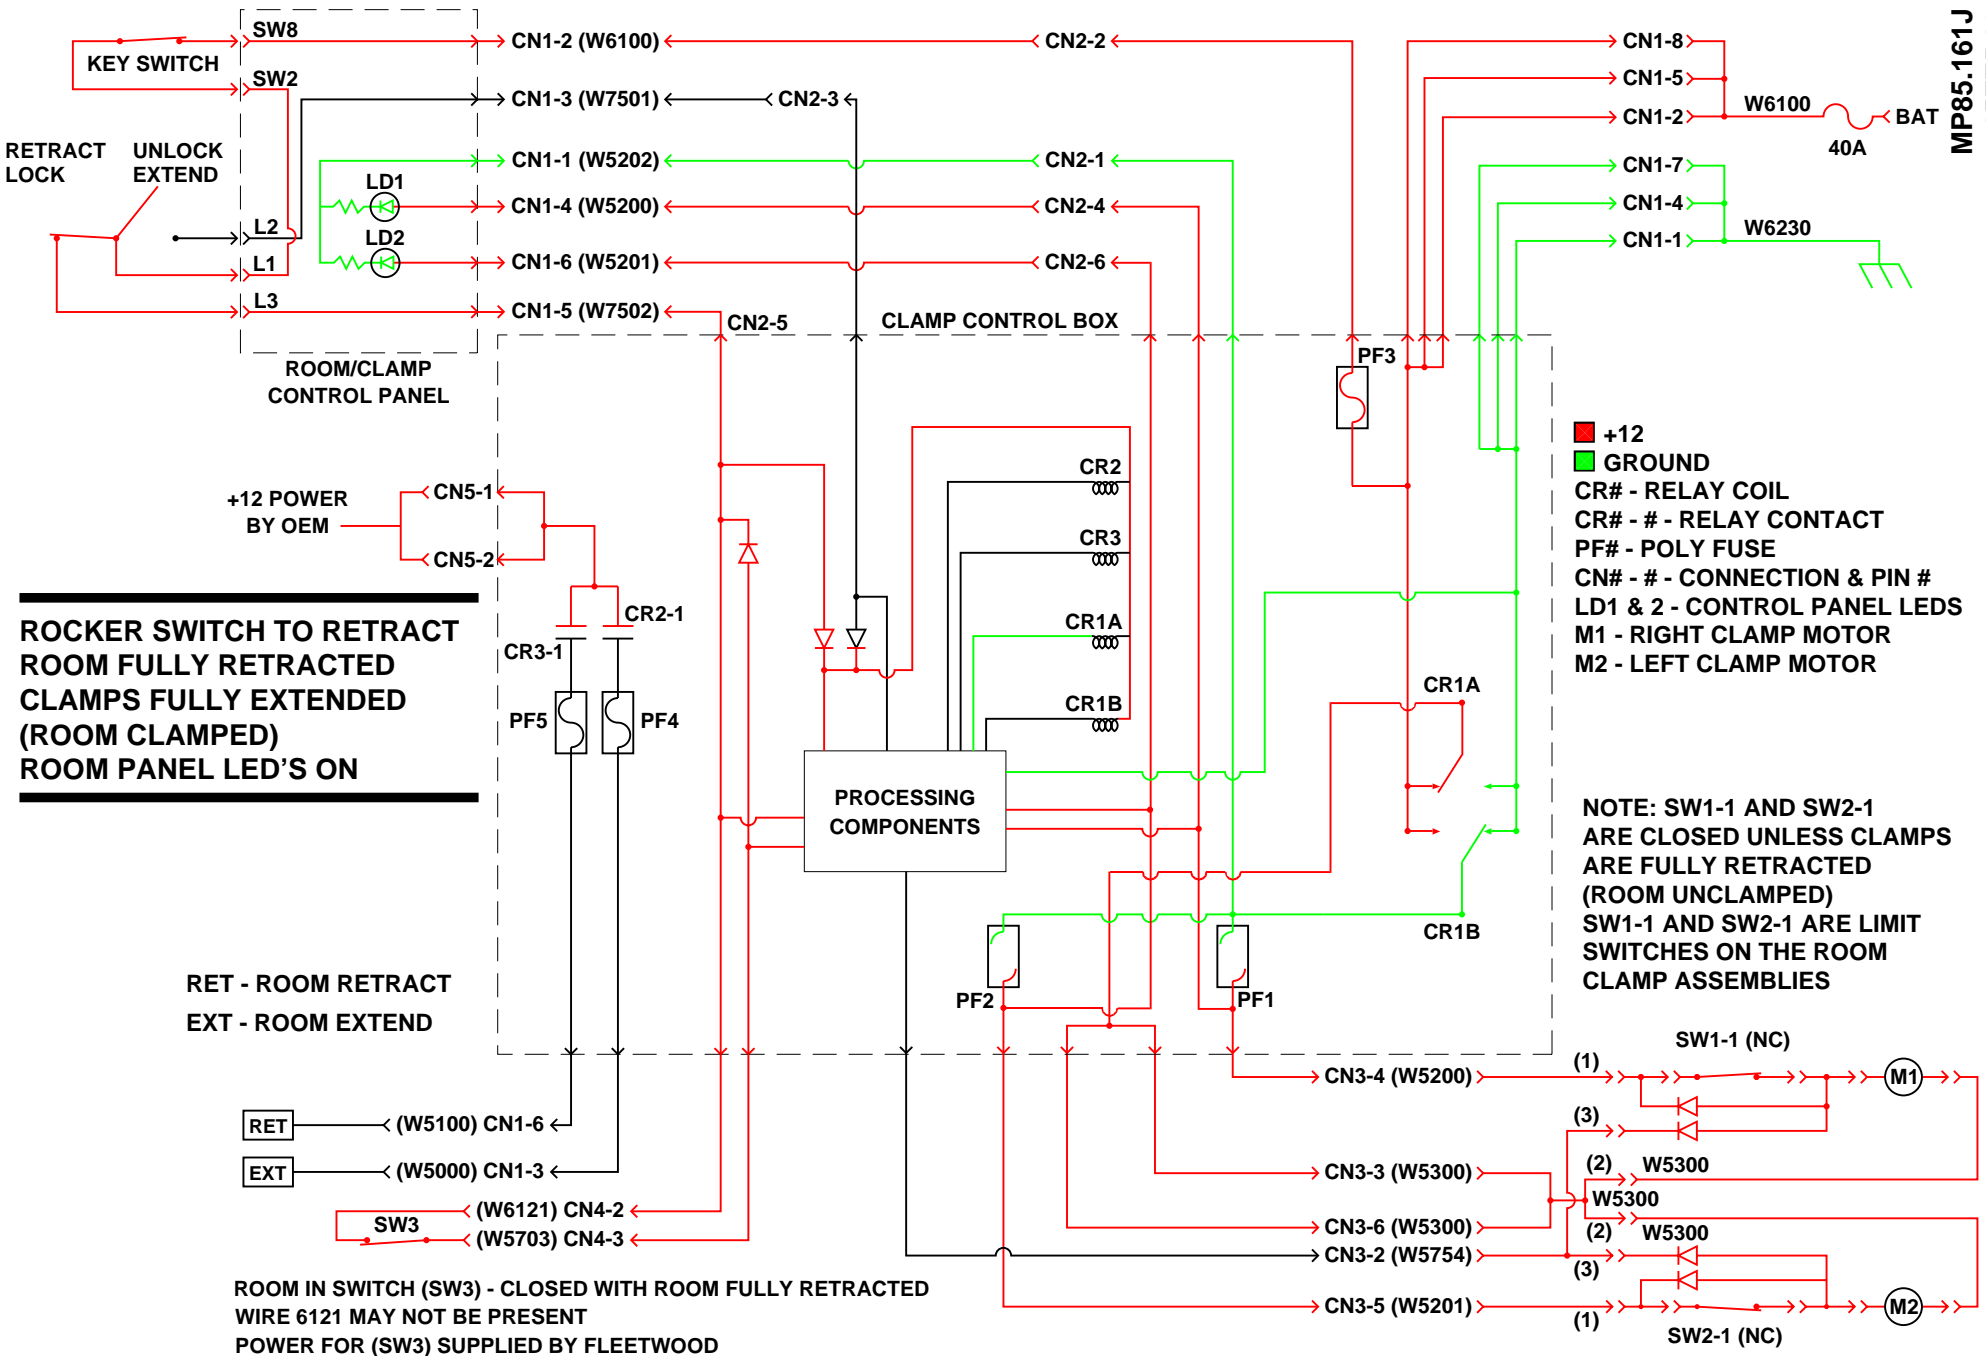 SW8
CN1-2 (W6100)
CN2-2
CN1-8
KEY SWITCH
SW2
CN1-5
CN1-3 (W7501)
CN2-3
CN1-2
W6100
BAT
40A
MP85.161J
RETRACT LOCK
UNLOCK EXTEND
CN1-1 (W5202)
CN2-1
CN1-7
LD1
CN1-4 (W5200)
CN2-4
CN1-4
L2
LD2
CN1-1
W6230
L1
CN1-6 (W5201)
CN2-6
L3
CN1-5 (W7502)
CN2-5
CLAMP CONTROL BOX
ROOM/CLAMP
CONTROL PANEL
PF3
+12
GROUND
CR# - RELAY COIL
CR# - # - RELAY CONTACT
PF# - POLY FUSE
CN# - # - CONNECTION & PIN #
LD1 & 2 - CONTROL PANEL LEDS
M1 - RIGHT CLAMP MOTOR
M2 - LEFT CLAMP MOTOR
+12 POWER
BY OEM
CN5-1
CN5-2
CR2
CR3
CR1A
CR1B
CR2-1
CR3-1
PF5
PF4
ROCKER SWITCH TO RETRACT
ROOM FULLY RETRACTED
CLAMPS FULLY EXTENDED
(ROOM CLAMPED)
ROOM PANEL LED'S ON
CR1A
PROCESSING
COMPONENTS
CR1B
PF2
PF1
NOTE: SW1-1 AND SW2-1
ARE CLOSED UNLESS CLAMPS
ARE FULLY RETRACTED
(ROOM UNCLAMPED)
SW1-1 AND SW2-1 ARE LIMIT
SWITCHES ON THE ROOM
CLAMP ASSEMBLIES
RET - ROOM RETRACT
EXT - ROOM EXTEND
SW1-1 (NC)
(1)
CN3-4 (W5200)
M1
(3)
RET
(W5100) CN1-6
EXT
(W5000) CN1-3
CN3-3 (W5300)
(2)
W5300
W5300
(W6121) CN4-2
SW3
(W5703) CN4-3
CN3-6 (W5300)
(2)
W5300
CN3-2 (W5754)
(3)
CN3-5 (W5201)
(1)
M2
SW2-1 (NC)
ROOM IN SWITCH (SW3) - CLOSED WITH ROOM FULLY RETRACTED
WIRE 6121 MAY NOT BE PRESENT
POWER FOR (SW3) SUPPLIED BY FLEETWOOD